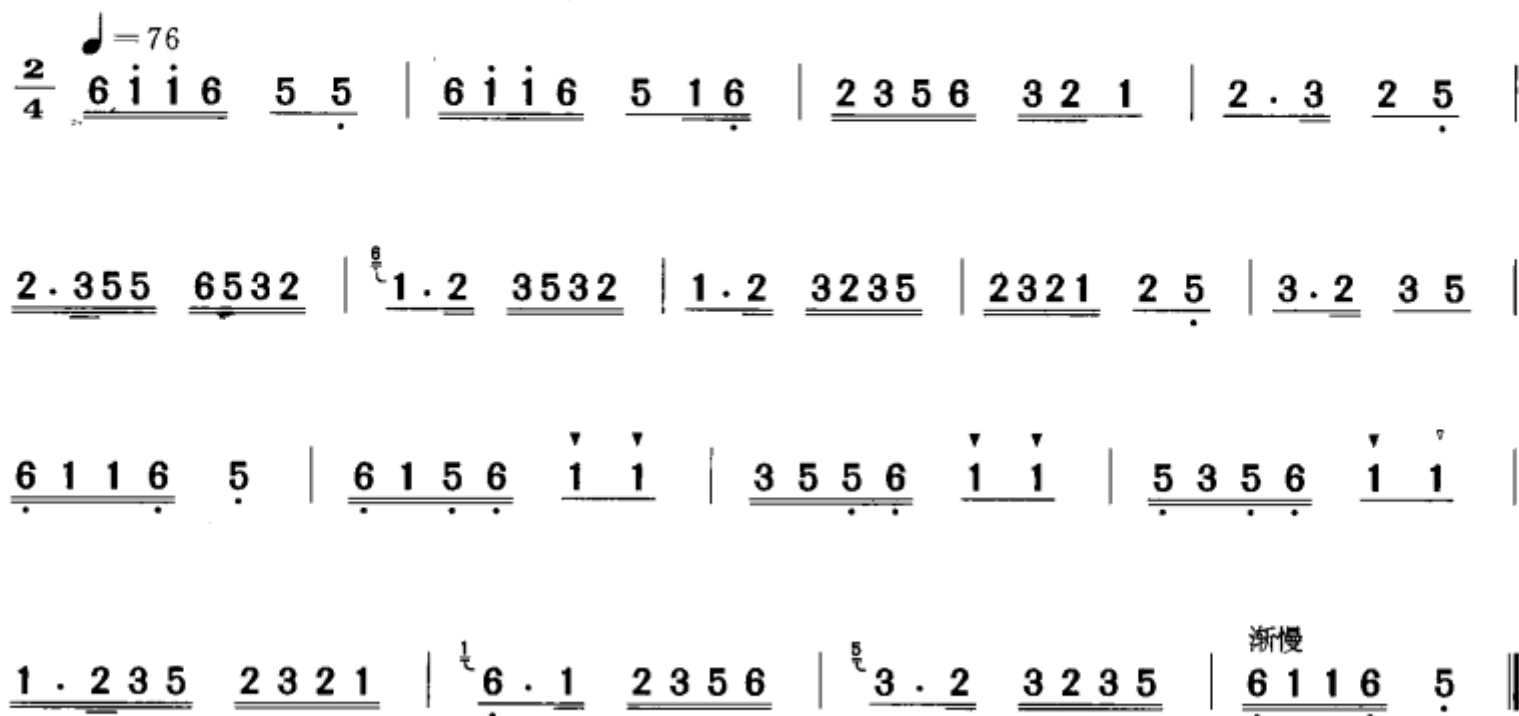 ♩=76
2/4 6 i̇ i̇ 6 5 5̣ | 6 i̇ i̇ 6 5 1 6̣ | 2 3 5 6 3 2 1 | 2 . 3 2 5̣ |
2 . 3 5 5 6 5 3 2 | 6 1 . 2 3 5 3 2 | 1 . 2 3 2 3 5 | 2 3 2 1 2 5̣ | 3 . 2 3 5 |
6̣ 1 1 6̣ 5̣ | 6̣ 1 5̣ 6̣ 1 1 | 3 5 5̣ 6̣ 1 1 | 5̣ 3 5̣ 6̣ 1 1 |
渐慢
1 . 2 3 5 2 3 2 1 | 1 6̣ . 1 2 3 5 6 | 5 3 . 2 3 2 3 5 | 6̣ 1 1 6̣ 5̣ ‖